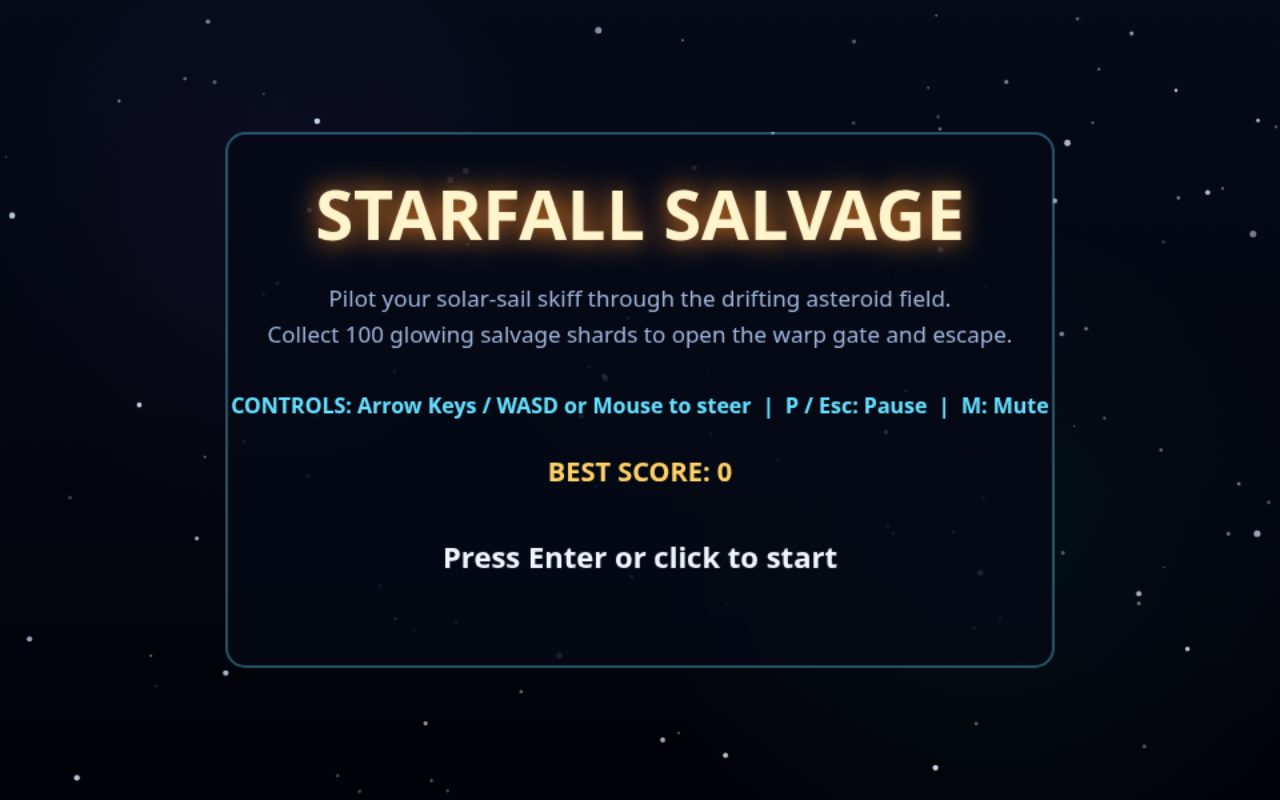 STARFALL SALVAGE
Pilot your solar-sail skiff through the drifting asteroid field.
Collect 100 glowing salvage shards to open the warp gate and escape.
CONTROLS: Arrow Keys / WASD or Mouse to steer | P / Esc: Pause | M: Mute
BEST SCORE: 0
Press Enter or click to start